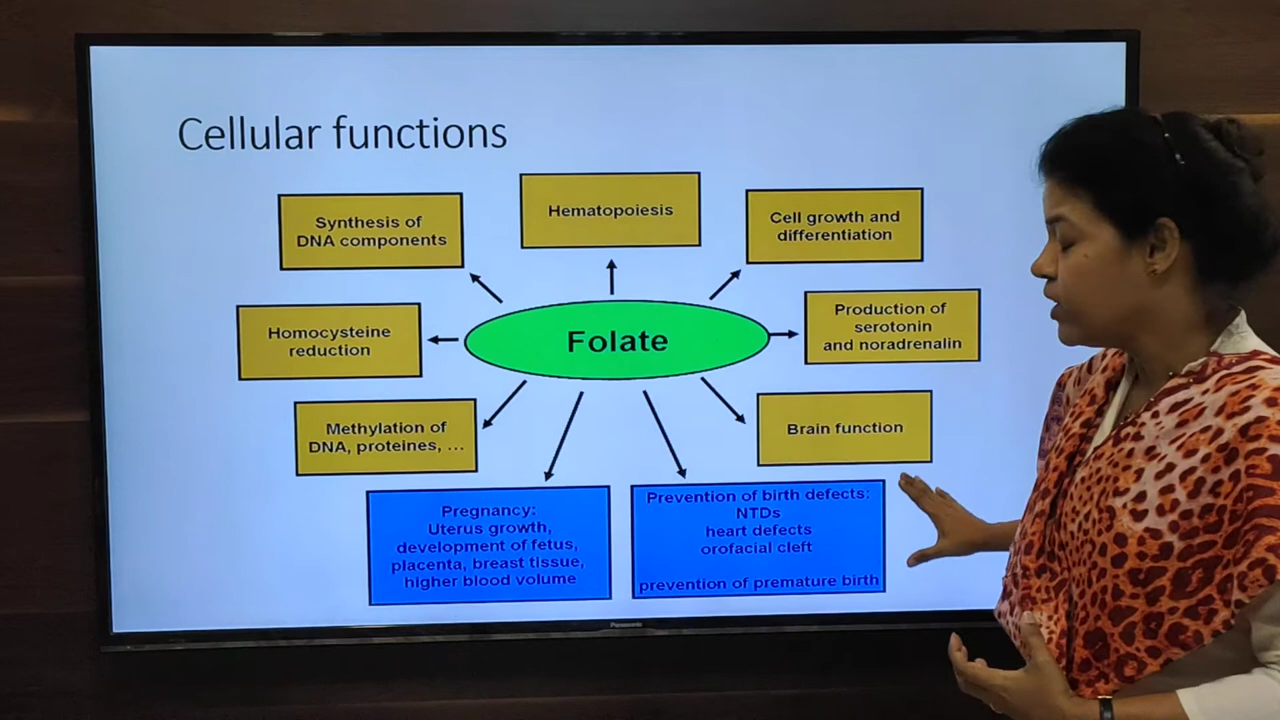 Cellular functions
Synthesis of
DNA components
Hematopoiesis
Cell growth and
differentiation
Homocysteine
reduction
Folate
Production of
serotonin
and noradrenalin
Methylation of
DNA, proteines, ...
Brain function
Pregnancy:
Uterus growth,
development of fetus,
placenta, breast tissue,
higher blood volume
Prevention of birth defects:
NTDs
heart defects
orofacial cleft
prevention of premature birth
Panasonic